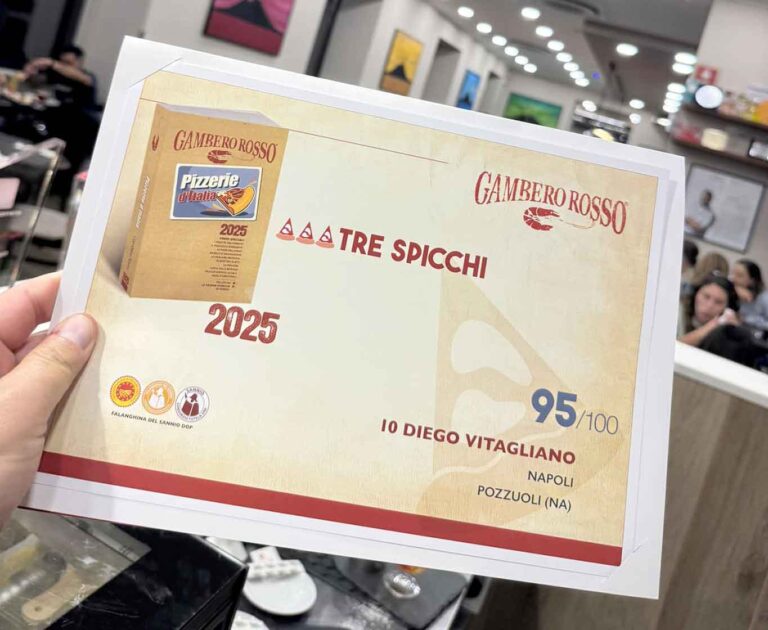 GAMBERO ROSSO
Pizzerie
d'Italia
2025
GAMBERO ROSSO
TRE SPICCHI
2025
95/100
10 DIEGO VITAGLIANO
NAPOLI
POZZUOLI (NA)
SANNIO
FALANGHINA DEL SANNIO DOP